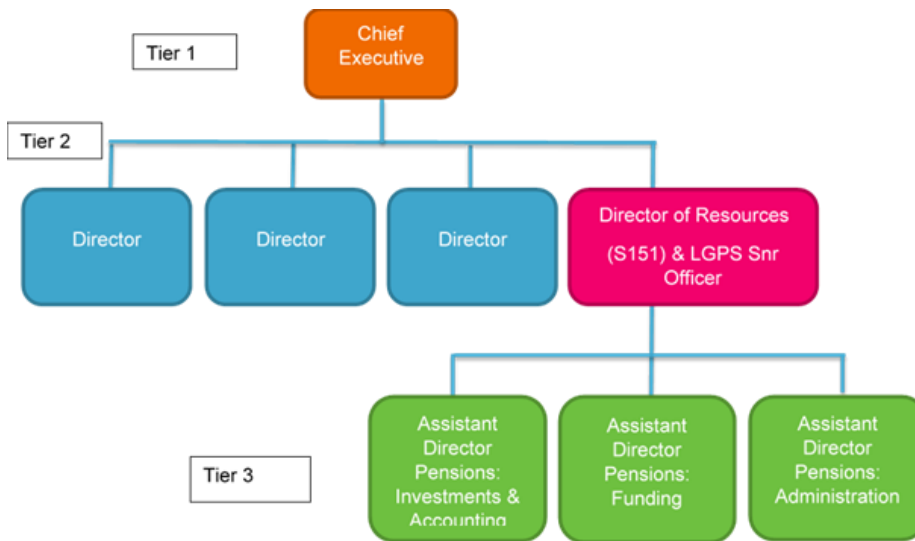 Tier 1
Chief
Executive
Tier 2
Director
Director
Director
Director of Resources
(S151) & LGPS Snr
Officer
Tier 3
Assistant
Director
Pensions:
Investments &
Accounting
Assistant
Director
Pensions:
Funding
Assistant
Director
Pensions:
Administration